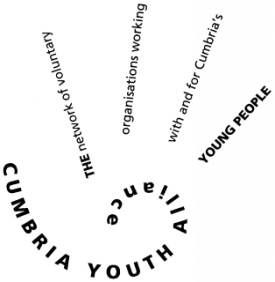 THE network of voluntary
organisations working
with and for Cumbria's
YOUNG PEOPLE
CUMBRIA YOUTH Alliance